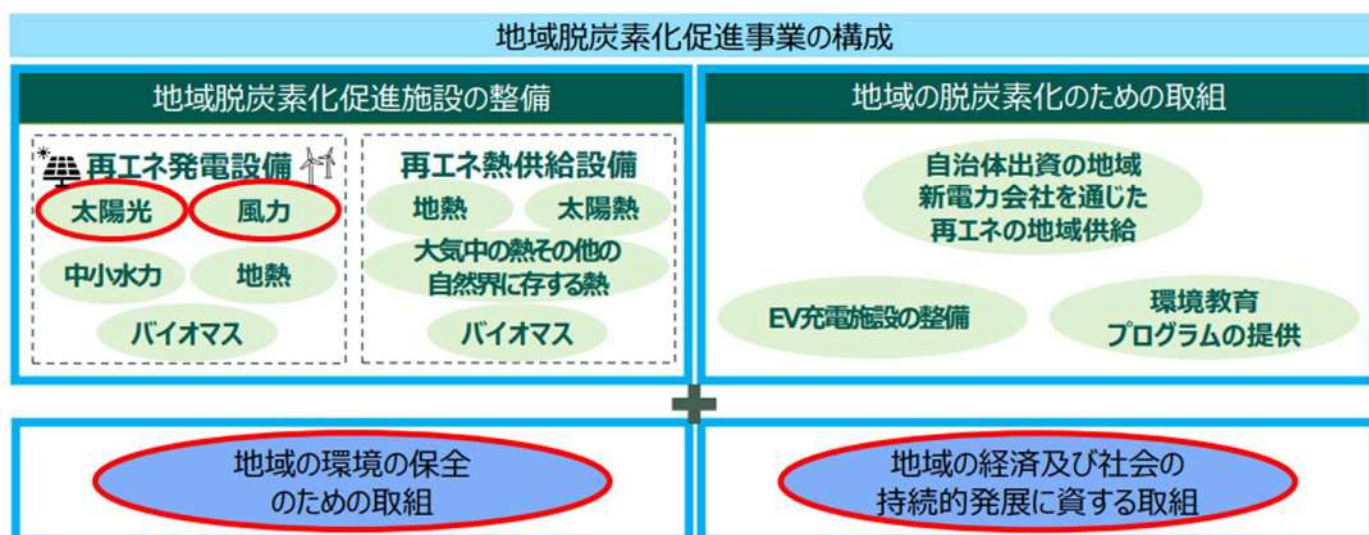 地域脱炭素化促進事業の構成
地域脱炭素化促進施設の整備
再エネ発電設備
太陽光
風力
中小水力
地熱
バイオマス
再エネ熱供給設備
地熱
太陽熱
大気中の熱その他の
自然界に存する熱
バイオマス
地域の脱炭素化のための取組
自治体出資の地域
新電力会社を通じた
再エネの地域供給
EV充電施設の整備
環境教育
プログラムの提供
地域の環境の保全
のための取組
地域の経済及び社会の
持続的発展に資する取組